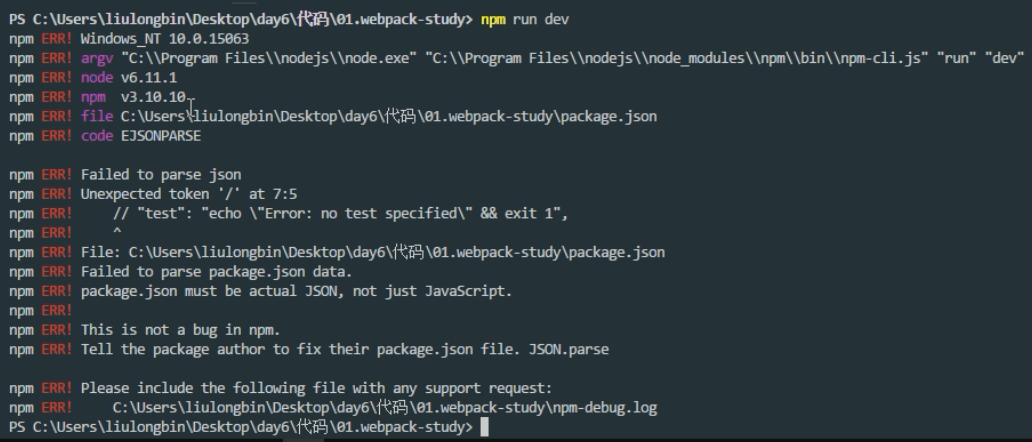 PS C:\Users\liulongbin\Desktop\day6\代码\01.webpack-study> npm run dev
npm ERR! Windows_NT 10.0.15063
npm ERR! argv "C:\\Program Files\\nodejs\\node.exe" "C:\\Program Files\\nodejs\\node_modules\\npm\\bin\\npm-cli.js" "run" "dev"
npm ERR! node v6.11.1
npm ERR! npm  v3.10.10
npm ERR! file C:\Users\liulongbin\Desktop\day6\代码\01.webpack-study\package.json
npm ERR! code EJSONPARSE

npm ERR! Failed to parse json
npm ERR! Unexpected token '/' at 7:5
npm ERR!     // "test": "echo \"Error: no test specified\" && exit 1",
npm ERR!     ^
npm ERR! File: C:\Users\liulongbin\Desktop\day6\代码\01.webpack-study\package.json
npm ERR! Failed to parse package.json data.
npm ERR! package.json must be actual JSON, not just JavaScript.
npm ERR!
npm ERR! This is not a bug in npm.
npm ERR! Tell the package author to fix their package.json file. JSON.parse

npm ERR! Please include the following file with any support request:
npm ERR!     C:\Users\liulongbin\Desktop\day6\代码\01.webpack-study\npm-debug.log
PS C:\Users\liulongbin\Desktop\day6\代码\01.webpack-study>